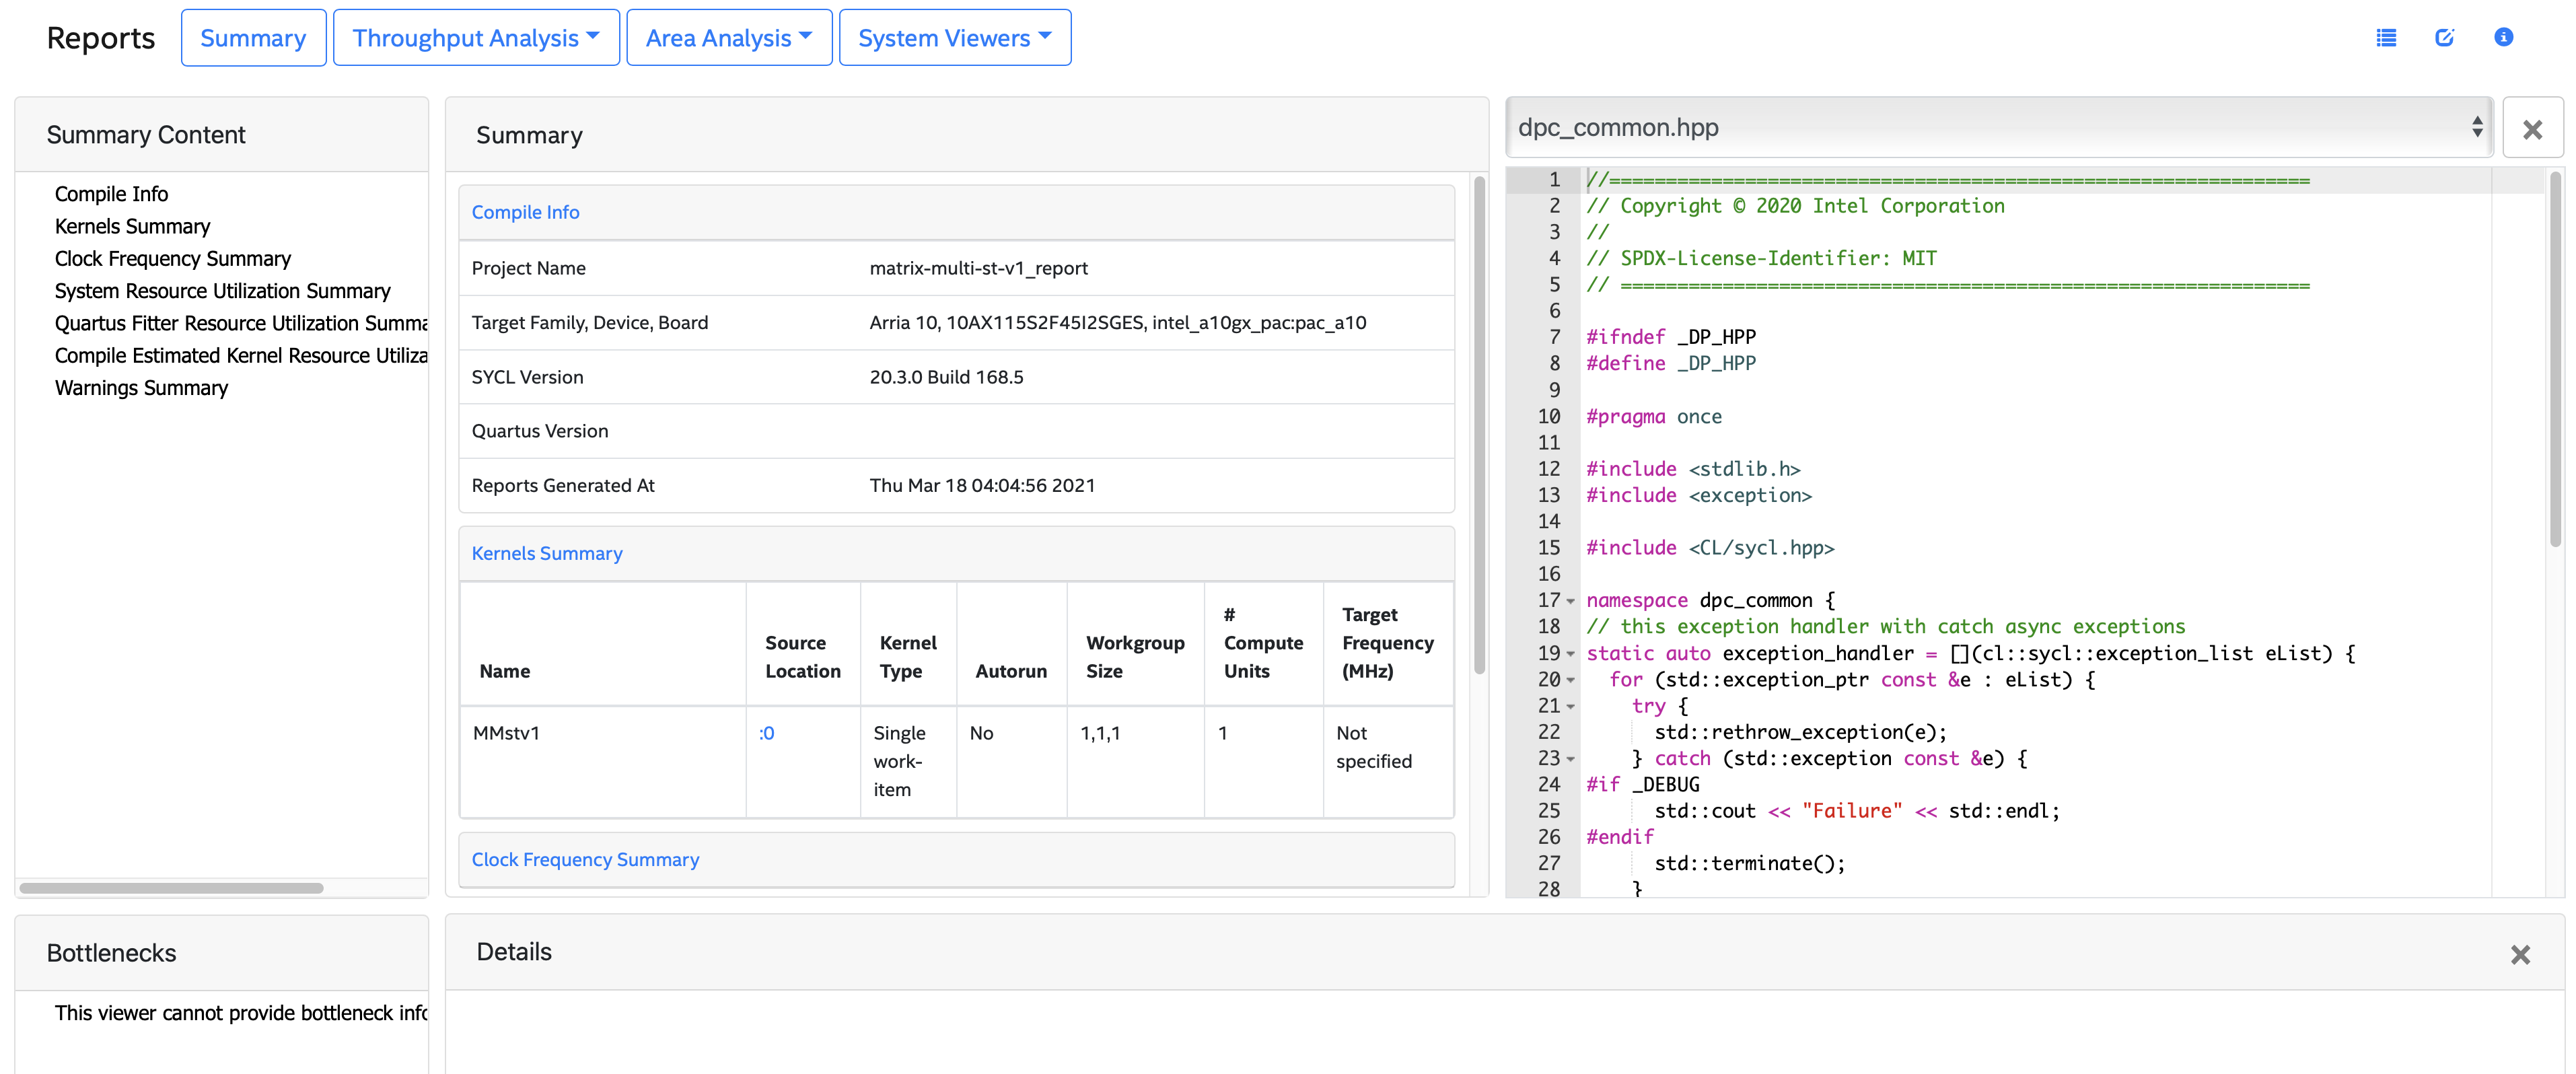 Reports Summary Throughput Analysis Area Analysis System Viewers
Summary Content
Compile Info
Kernels Summary
Clock Frequency Summary
System Resource Utilization Summary
Quartus Fitter Resource Utilization Summa
Compile Estimated Kernel Resource Utiliza
Warnings Summary
Summary
Compile Info
Project Name matrix-multi-st-v1_report
Target Family, Device, Board Arria 10, 10AX115S2F45I2SGES, intel_a10gx_pac:pac_a10
SYCL Version 20.3.0 Build 168.5
Quartus Version
Reports Generated At Thu Mar 18 04:04:56 2021
Kernels Summary
Name Source Location Kernel Type Autorun Workgroup Size # Compute Units Target Frequency (MHz)
MMstv1 :0 Single work-item No 1,1,1 1 Not specified
Clock Frequency Summary
dpc_common.hpp
1 //==============================================================
2 // Copyright © 2020 Intel Corporation
3 //
4 // SPDX-License-Identifier: MIT
5 // =============================================================
6
7 #ifndef _DP_HPP
8 #define _DP_HPP
9
10 #pragma once
11
12 #include <stdlib.h>
13 #include <exception>
14
15 #include <CL/sycl.hpp>
16
17 namespace dpc_common {
18 // this exception handler with catch async exceptions
19 static auto exception_handler = [](cl::sycl::exception_list eList) {
20 for (std::exception_ptr const &e : eList) {
21 try {
22 std::rethrow_exception(e);
23 } catch (std::exception const &e) {
24 #if _DEBUG
25 std::cout << "Failure" << std::endl;
26 #endif
27 std::terminate();
28 }
Bottlenecks
This viewer cannot provide bottleneck info
Details